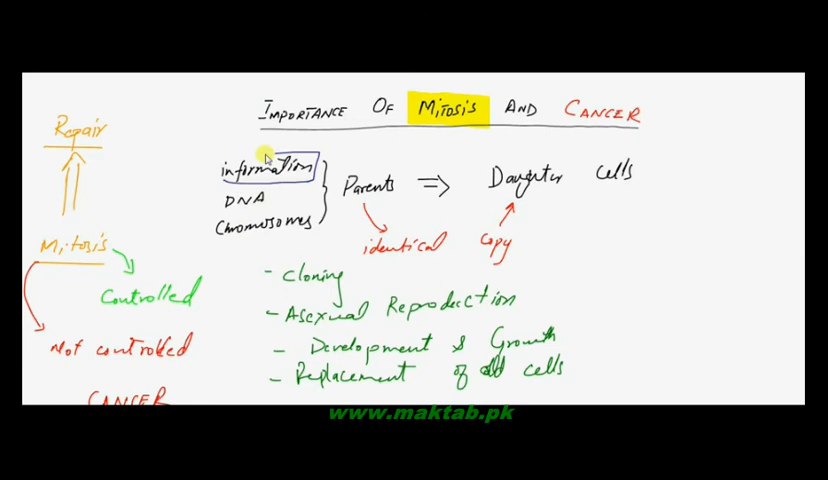 IMPORTANCE OF MITOSIS AND CANCER
Repair
information
DNA
Chromosomes
Parents ⇒ Daughter cells
Mitosis
identical
copy
Controlled
Not controlled
CANCER
- Cloning
- Asexual Reproduction
- Development & Growth
- Replacement of old cells
www.maktab.pk